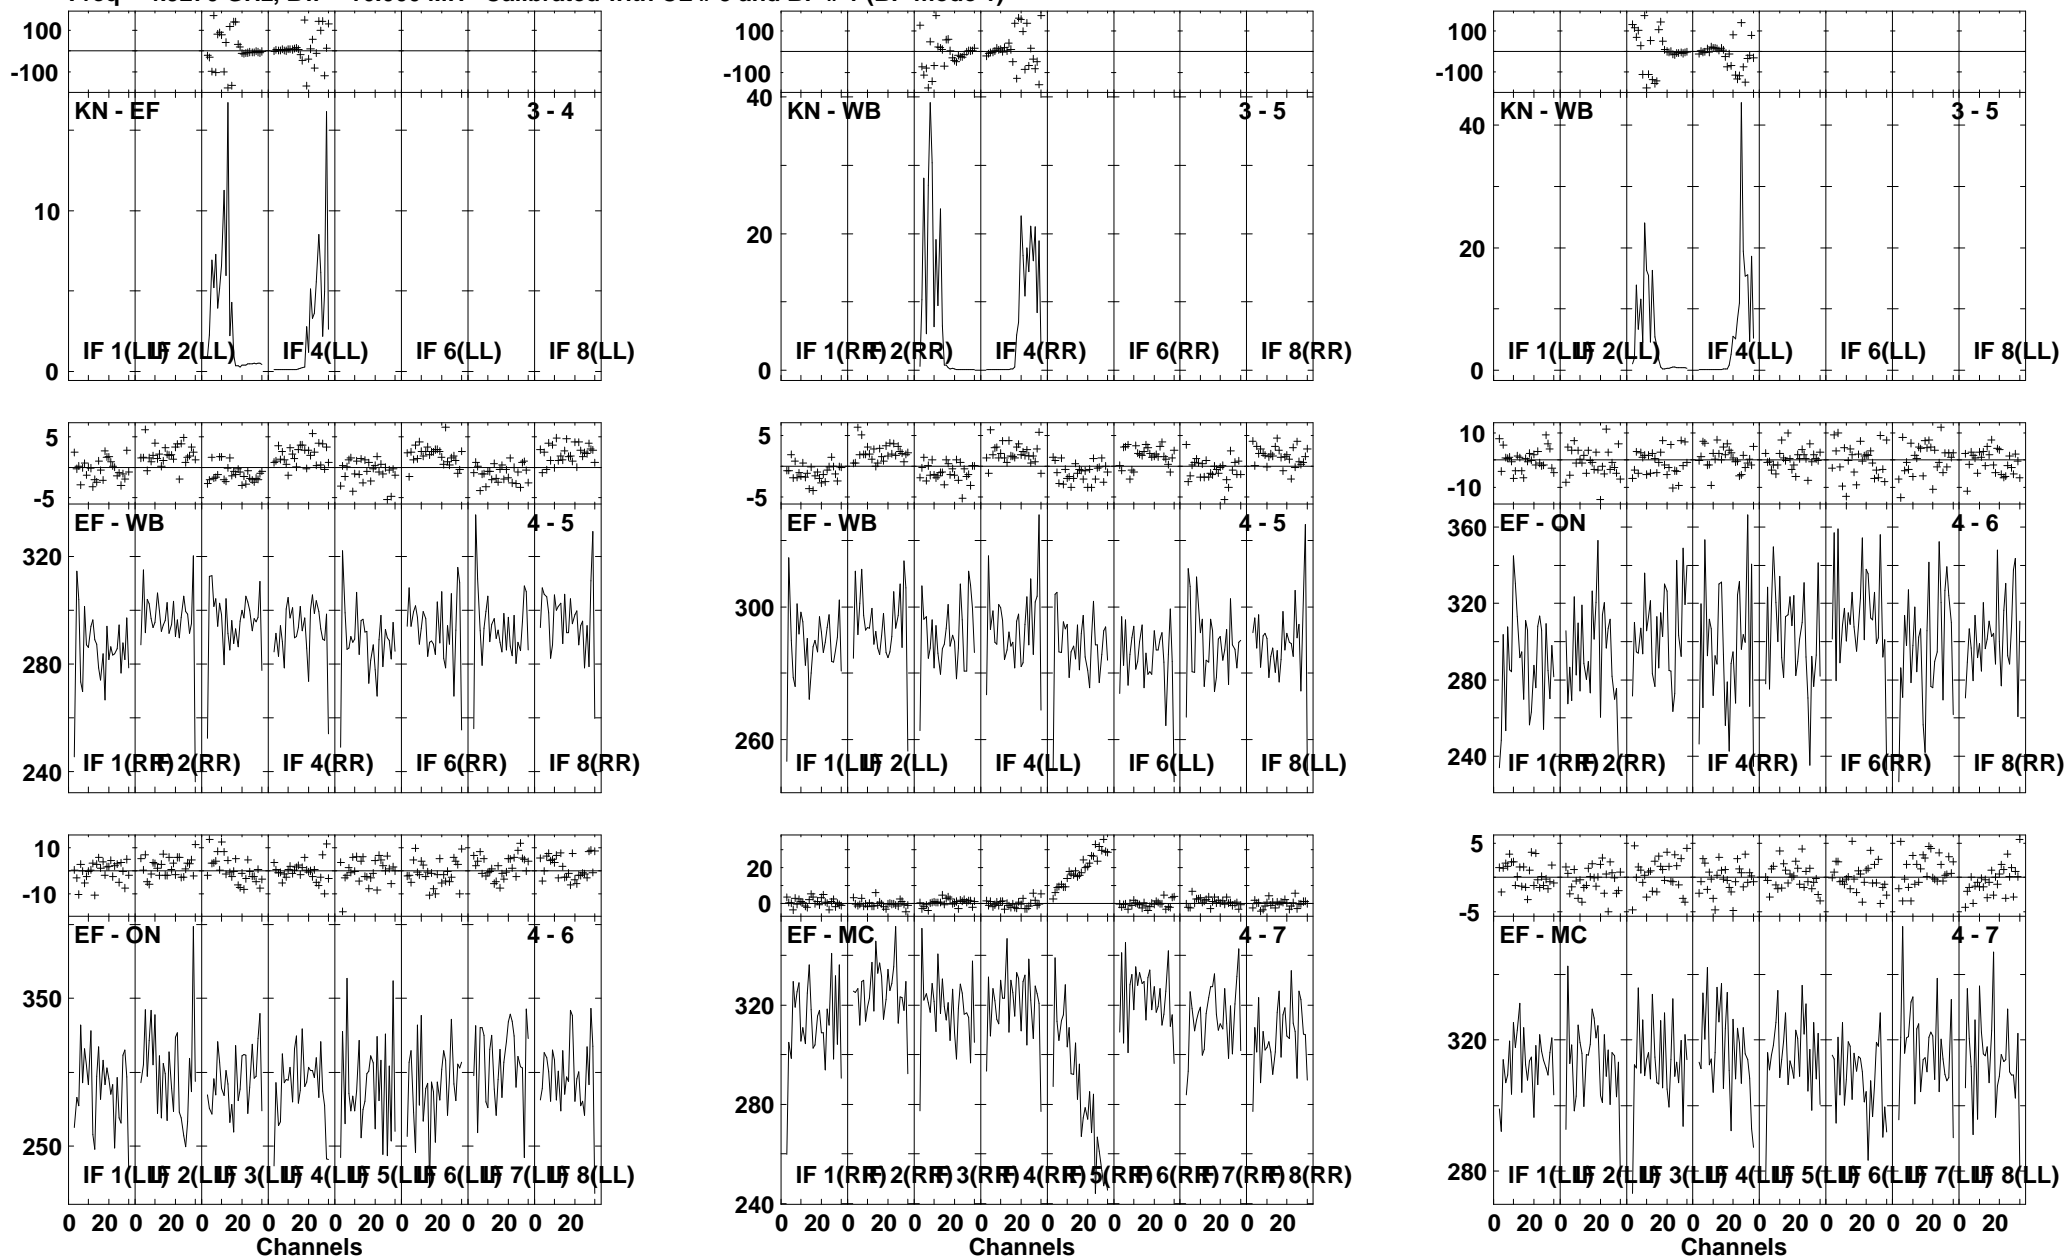 100
-100
KN - EF 3 - 4
10
0
IF 1(LL) IF 2(LL) IF 4(LL) IF 6(LL) IF 8(LL)
100
-100
40
KN - WB 3 - 5
20
0
IF 1(RR) IF 2(RR) IF 4(RR) IF 6(RR) IF 8(RR)
100
-100
KN - WB 3 - 5
40
20
0
IF 1(LL) IF 2(LL) IF 4(LL) IF 6(LL) IF 8(LL)
5
-5
EF - WB 4 - 5
320
280
240
IF 1(RR) IF 2(RR) IF 4(RR) IF 6(RR) IF 8(RR)
5
-5
EF - WB 4 - 5
300
260
IF 1(LL) IF 2(LL) IF 4(LL) IF 6(LL) IF 8(LL)
10
-10
360
EF - ON 4 - 6
320
280
240
IF 1(RR) IF 2(RR) IF 4(RR) IF 6(RR) IF 8(RR)
10
-10
EF - ON 4 - 6
350
250
IF 1(LL) IF 2(LL) IF 3(LL) IF 4(LL) IF 5(LL) IF 6(LL) IF 7(LL) IF 8(LL)
0 20 0 20 0 20 0 20 0 20 0 20 0 20 0 20
Channels
20
0
EF - MC 4 - 7
320
280
240
IF 1(RR) IF 2(RR) IF 3(RR) IF 4(RR) IF 5(RR) IF 6(RR) IF 7(RR) IF 8(RR)
0 20 0 20 0 20 0 20 0 20 0 20 0 20 0 20
Channels
5
-5
EF - MC 4 - 7
320
280
IF 1(LL) IF 2(LL) IF 3(LL) IF 4(LL) IF 5(LL) IF 6(LL) IF 7(LL) IF 8(LL)
0 20 0 20 0 20 0 20 0 20 0 20 0 20 0 20
Channels